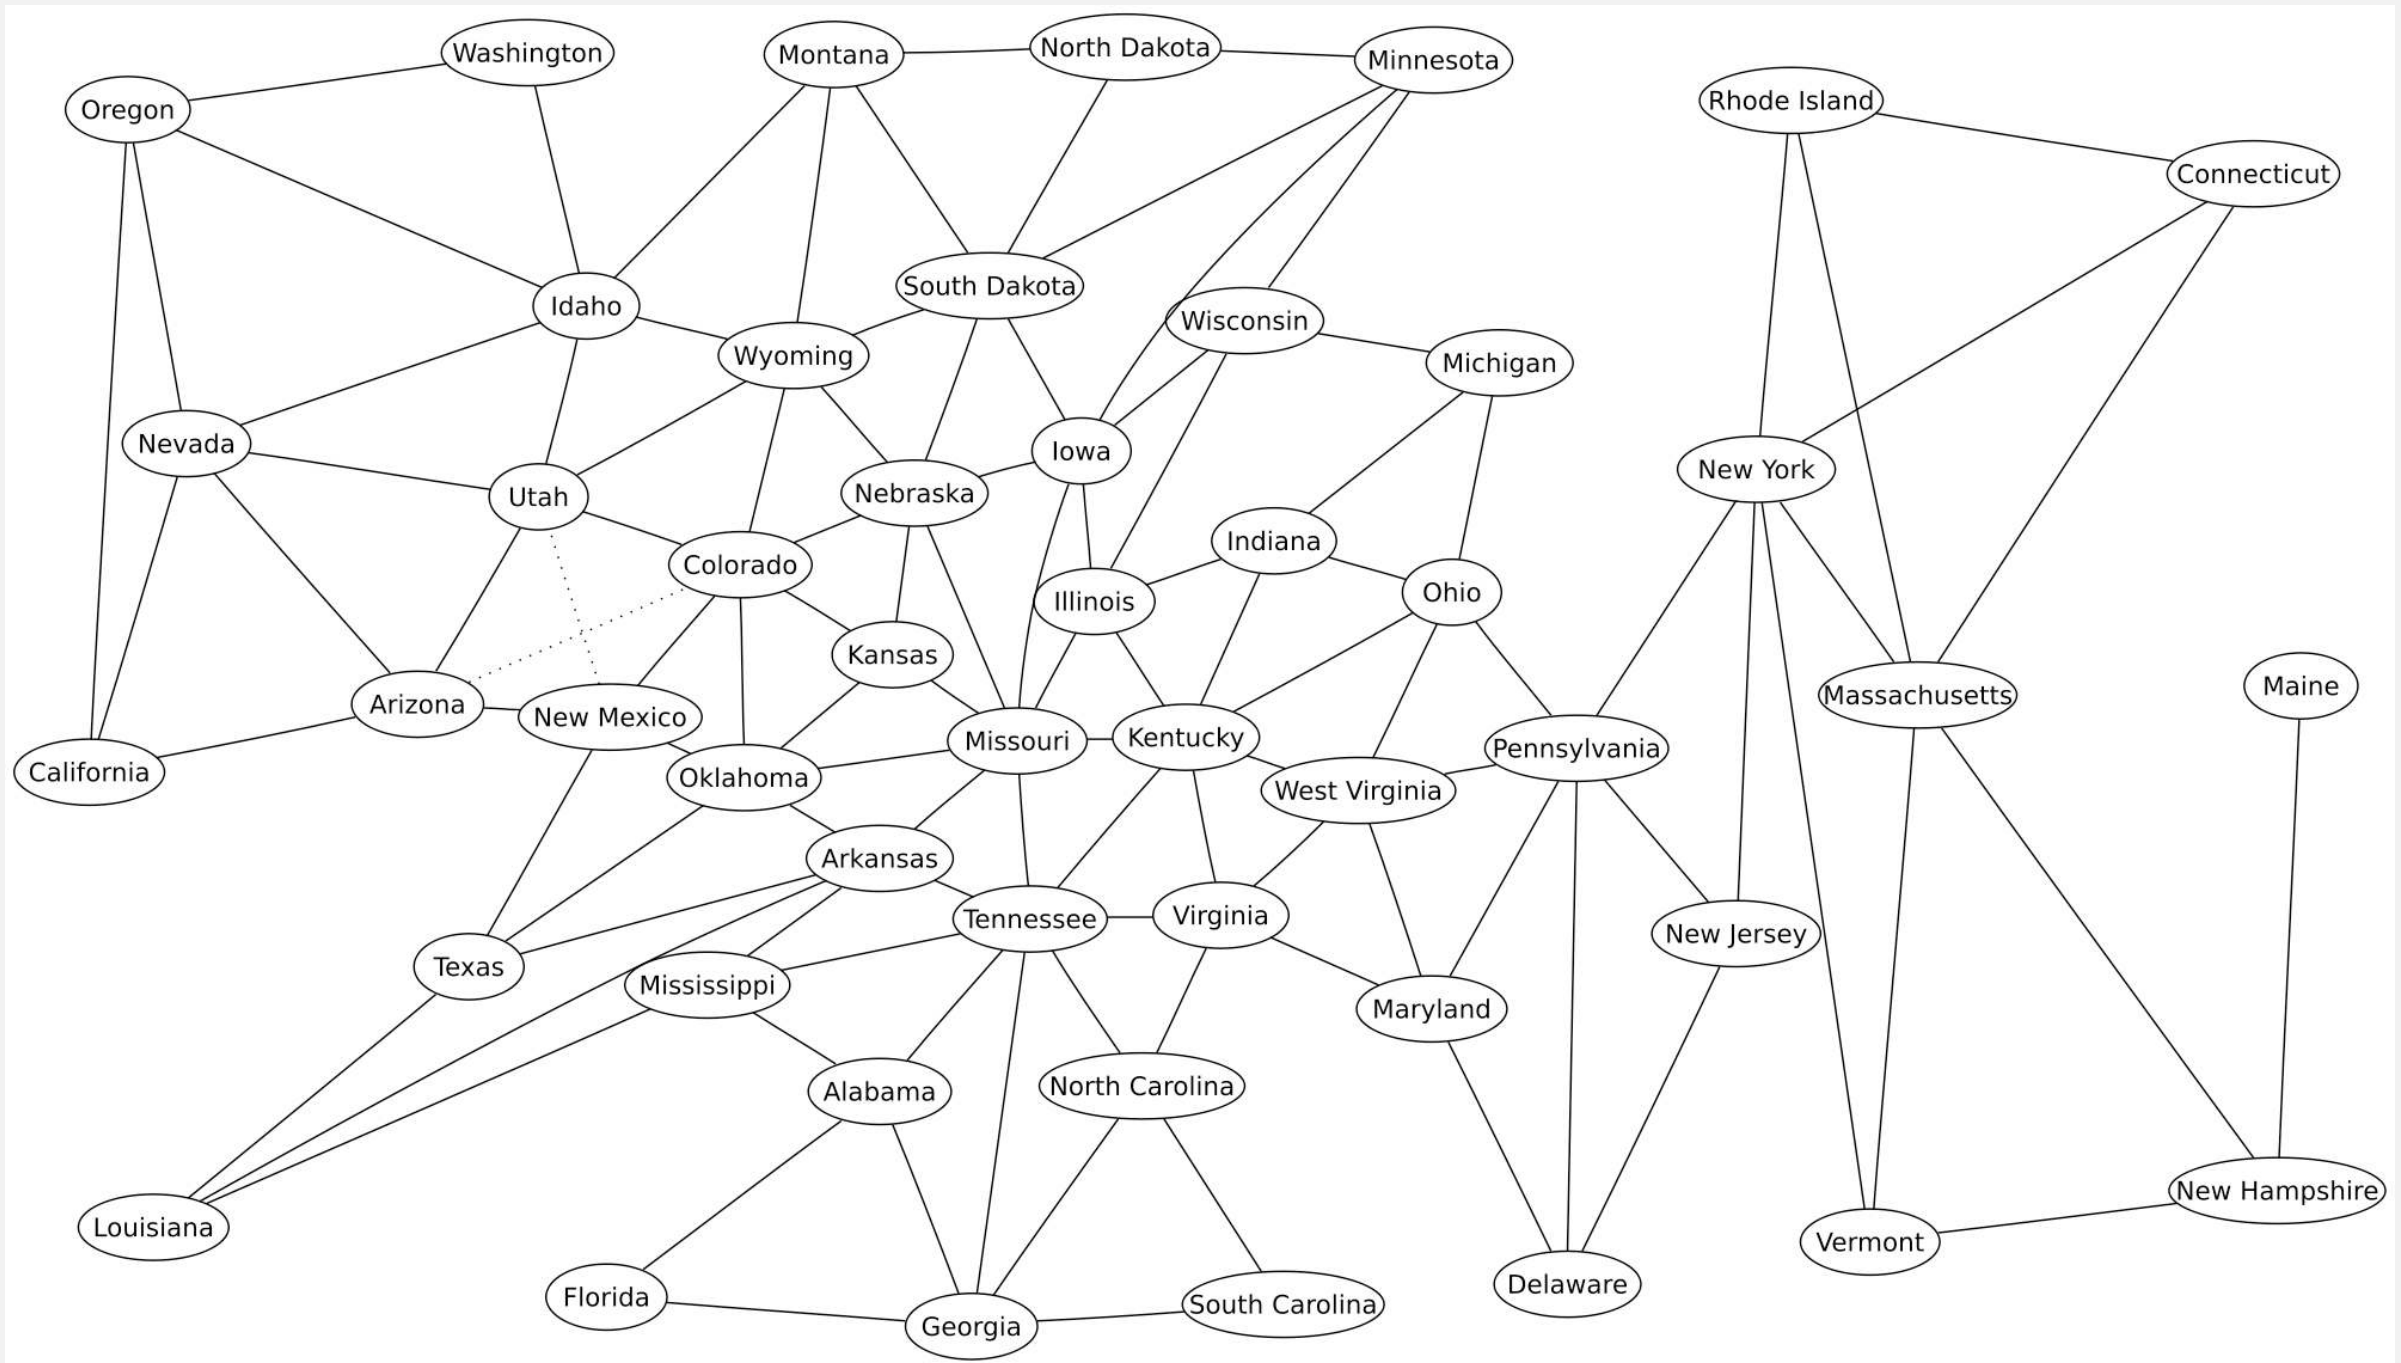 Washington
Montana
North Dakota
Minnesota
Oregon
Rhode Island
Connecticut
South Dakota
Idaho
Wisconsin
Wyoming
Michigan
Nevada
Iowa
New York
Utah
Nebraska
Indiana
Colorado
Illinois
Ohio
Kansas
Maine
Massachusetts
Arizona
New Mexico
Missouri
Kentucky
Pennsylvania
California
Oklahoma
West Virginia
Arkansas
Tennessee
Virginia
New Jersey
Texas
Mississippi
Maryland
Alabama
North Carolina
New Hampshire
Louisiana
Vermont
Delaware
Florida
South Carolina
Georgia